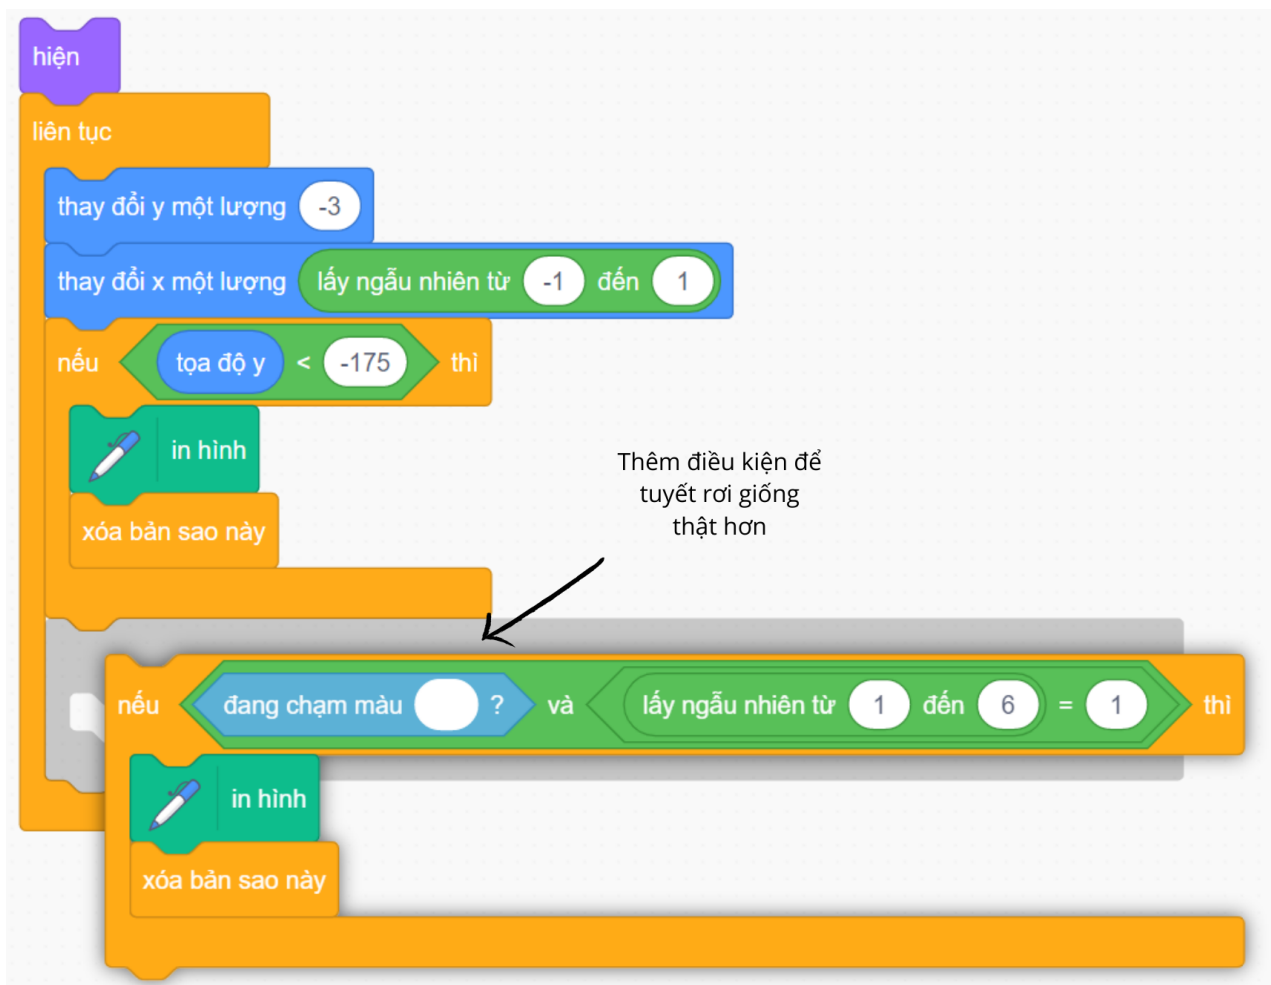 hiện
liên tục
thay đổi y một lượng -3
thay đổi x một lượng lấy ngẫu nhiên từ -1 đến 1
nếu tọa độ y < -175 thì
in hình
xóa bản sao này
Thêm điều kiện để
tuyết rơi giống
thật hơn
nếu đang chạm màu ? và lấy ngẫu nhiên từ 1 đến 6 = 1 thì
in hình
xóa bản sao này